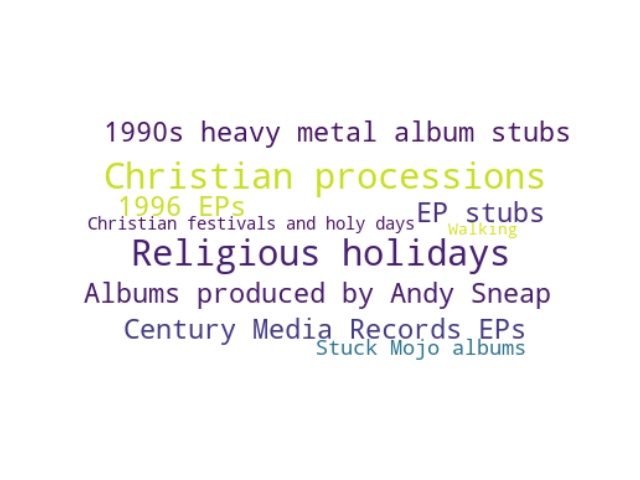 1990s heavy metal album stubs
Christian processions
1996 EPs
EP stubs
Christian festivals and holy days
Walking
Religious holidays
Albums produced by Andy Sneap
Century Media Records EPs
Stuck Mojo albums